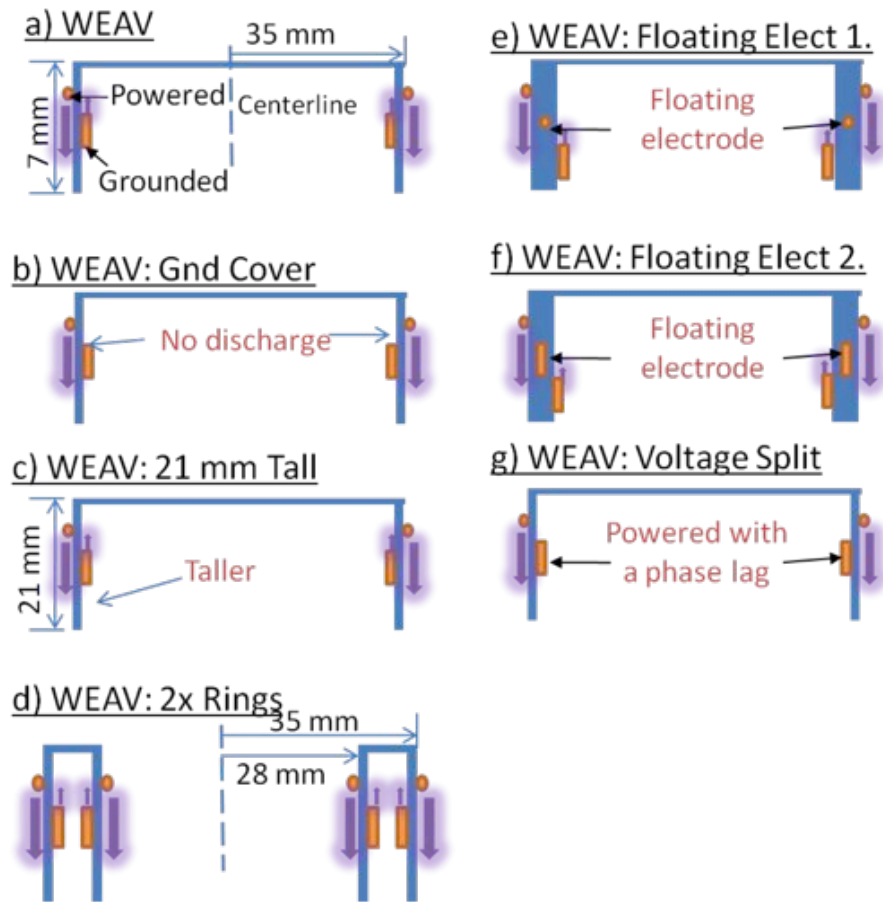 a) WEAV
35 mm
Powered
Centerline
7 mm
Grounded
b) WEAV: Gnd Cover
No discharge
c) WEAV: 21 mm Tall
21 mm
Taller
d) WEAV: 2x Rings
35 mm
28 mm
e) WEAV: Floating Elect 1.
Floating
electrode
f) WEAV: Floating Elect 2.
Floating
electrode
g) WEAV: Voltage Split
Powered with
a phase lag